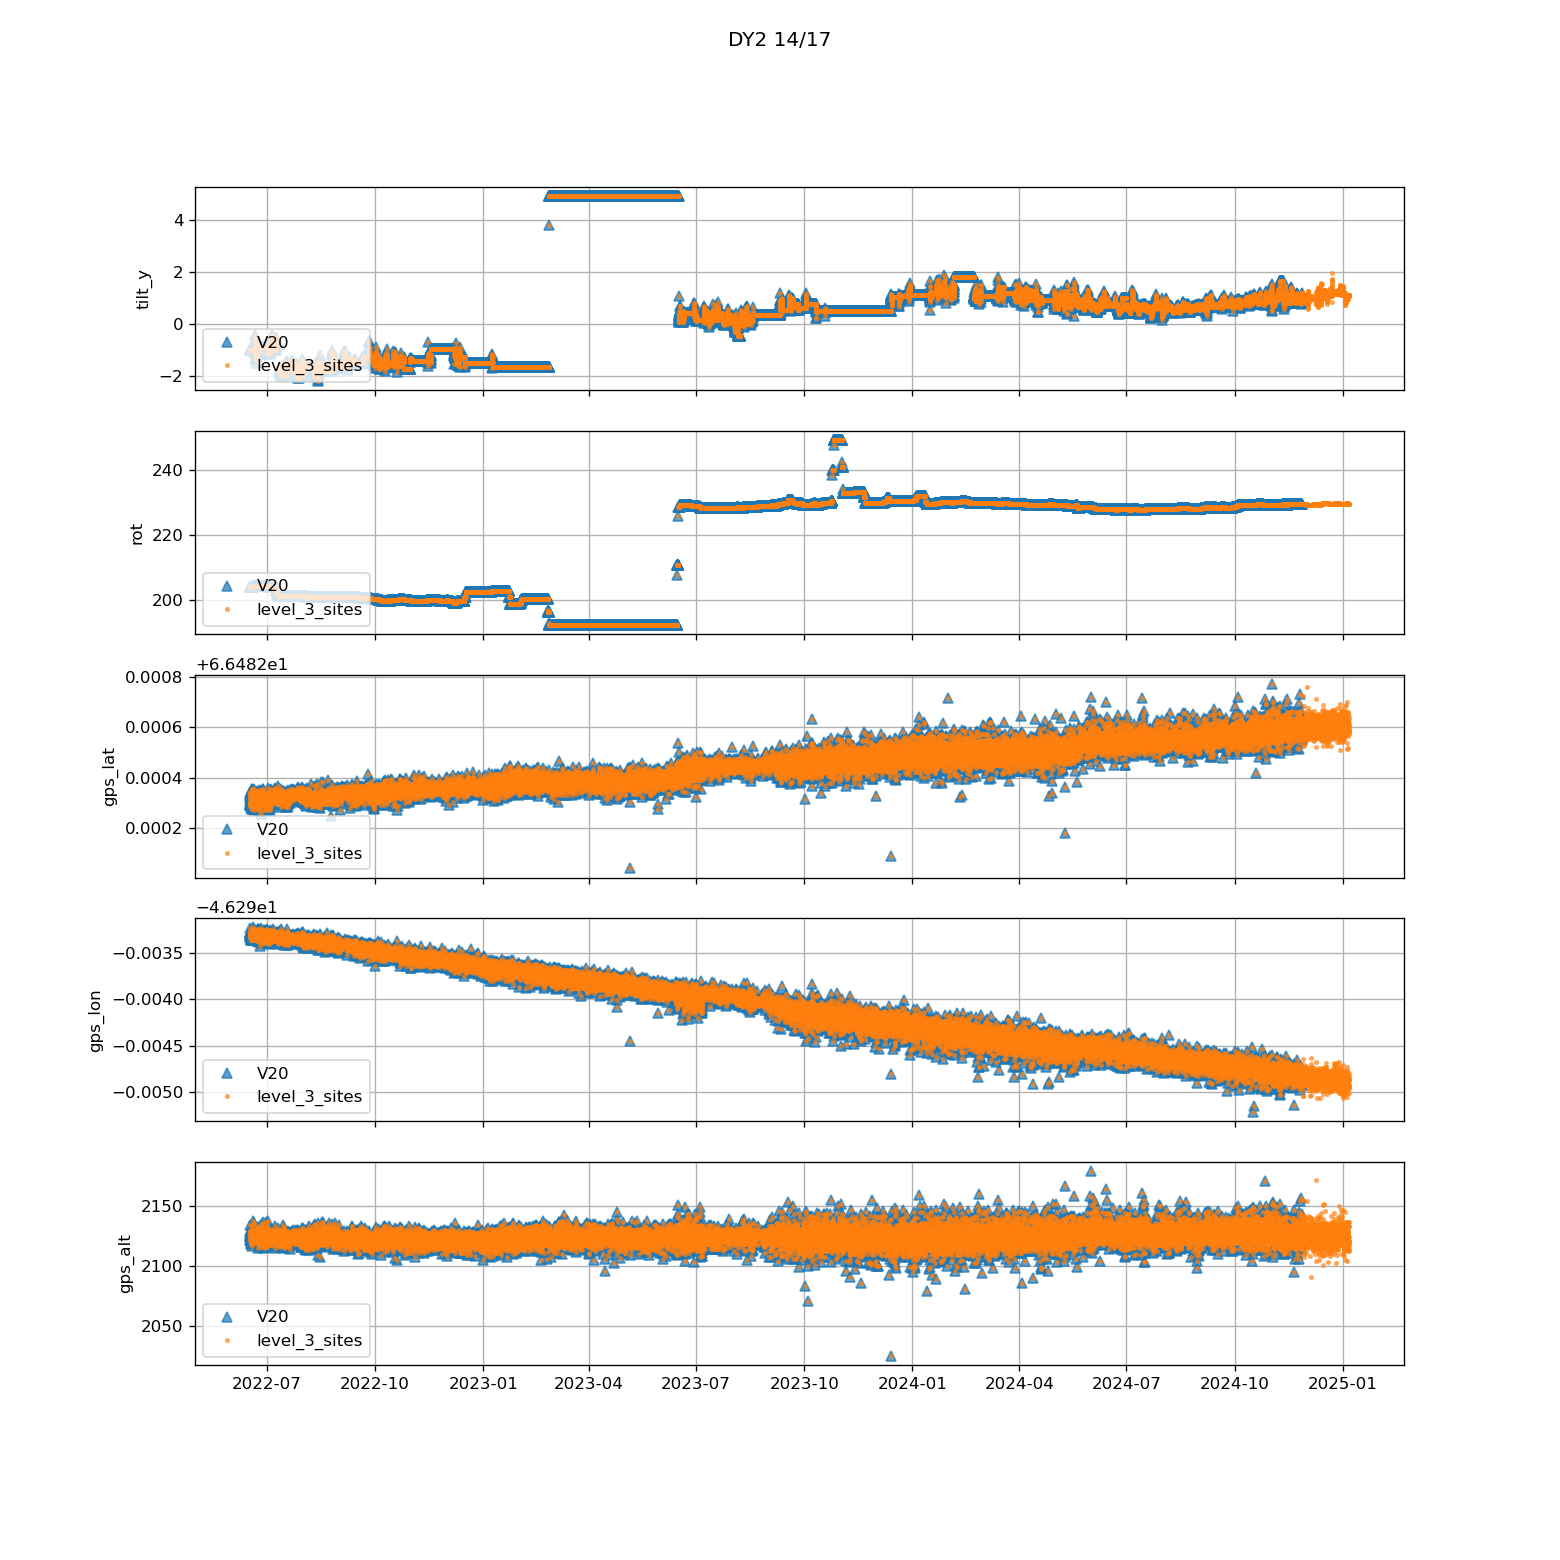 DY2 14/17
4
2
0
−2
tilt_y
V20
level_3_sites
240
220
200
rot
V20
level_3_sites
+6.6482e1
0.0008
0.0006
0.0004
0.0002
gps_lat
V20
level_3_sites
−4.629e1
−0.0035
−0.0040
−0.0045
−0.0050
gps_lon
V20
level_3_sites
2150
2100
2050
gps_alt
V20
level_3_sites
2022-07 2022-10 2023-01 2023-04 2023-07 2023-10 2024-01 2024-04 2024-07 2024-10 2025-01